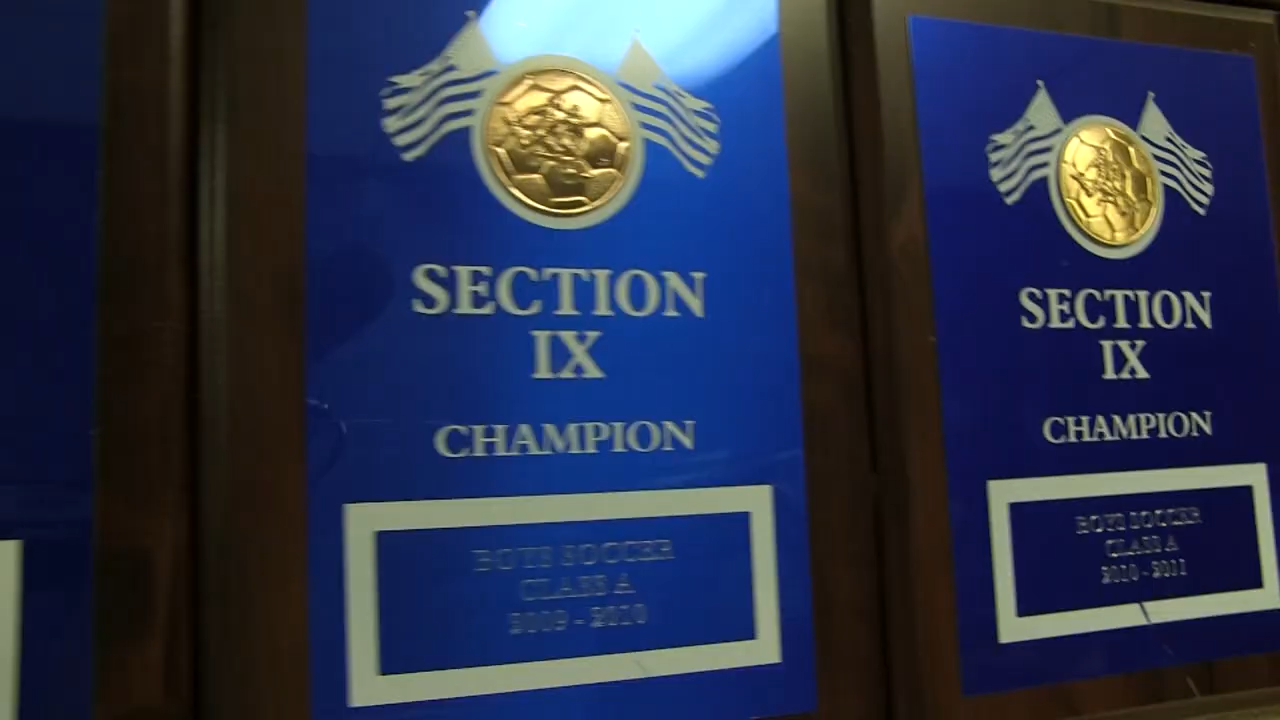 SECTION
IX
CHAMPION
BOYS SOCCER
CLASS A
2009 - 2010
SECTION
IX
CHAMPION
BOYS SOCCER
CLASS A
2010 - 2011